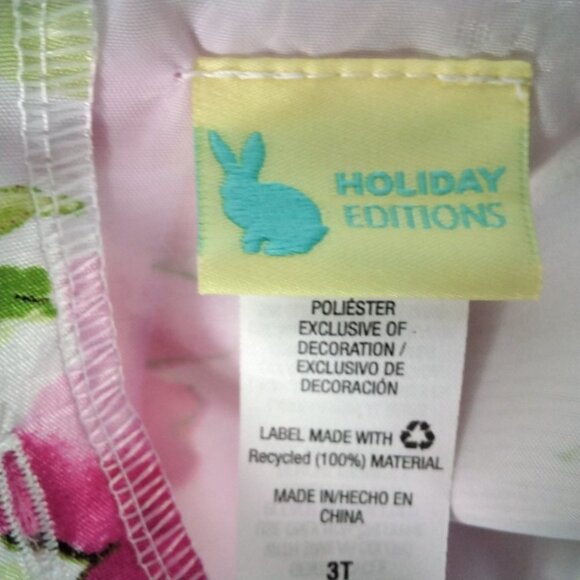 HOLIDAY
EDITIONS
POLIÉSTER
EXCLUSIVE OF
DECORATION /
EXCLUSIVO DE
DECORACIÓN
LABEL MADE WITH
Recycled (100%) MATERIAL
MADE IN/HECHO EN
CHINA
3T